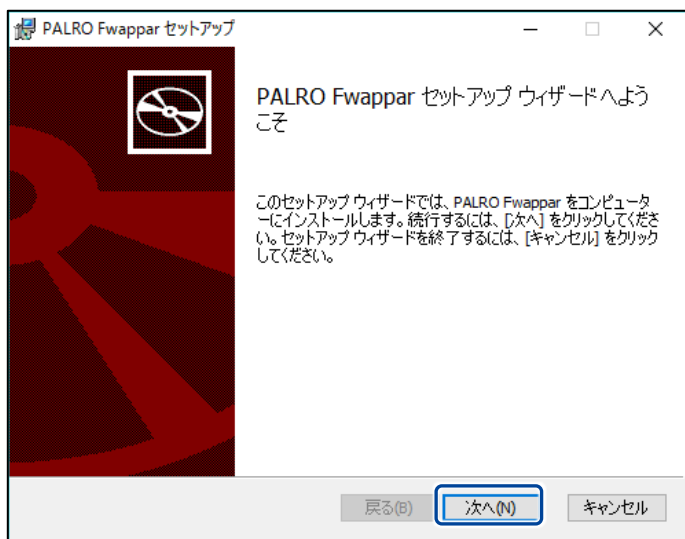 PALRO Fwappar セットアップ
PALRO Fwappar セットアップ ウィザードへよう
こそ
このセットアップ ウィザードでは、PALRO Fwappar をコンピュータ
ーにインストールします。続行するには、[次へ] をクリックしてくださ
い。セットアップ ウィザードを終了するには、[キャンセル] をクリック
してください。
戻る(B)
次へ(N)
キャンセル